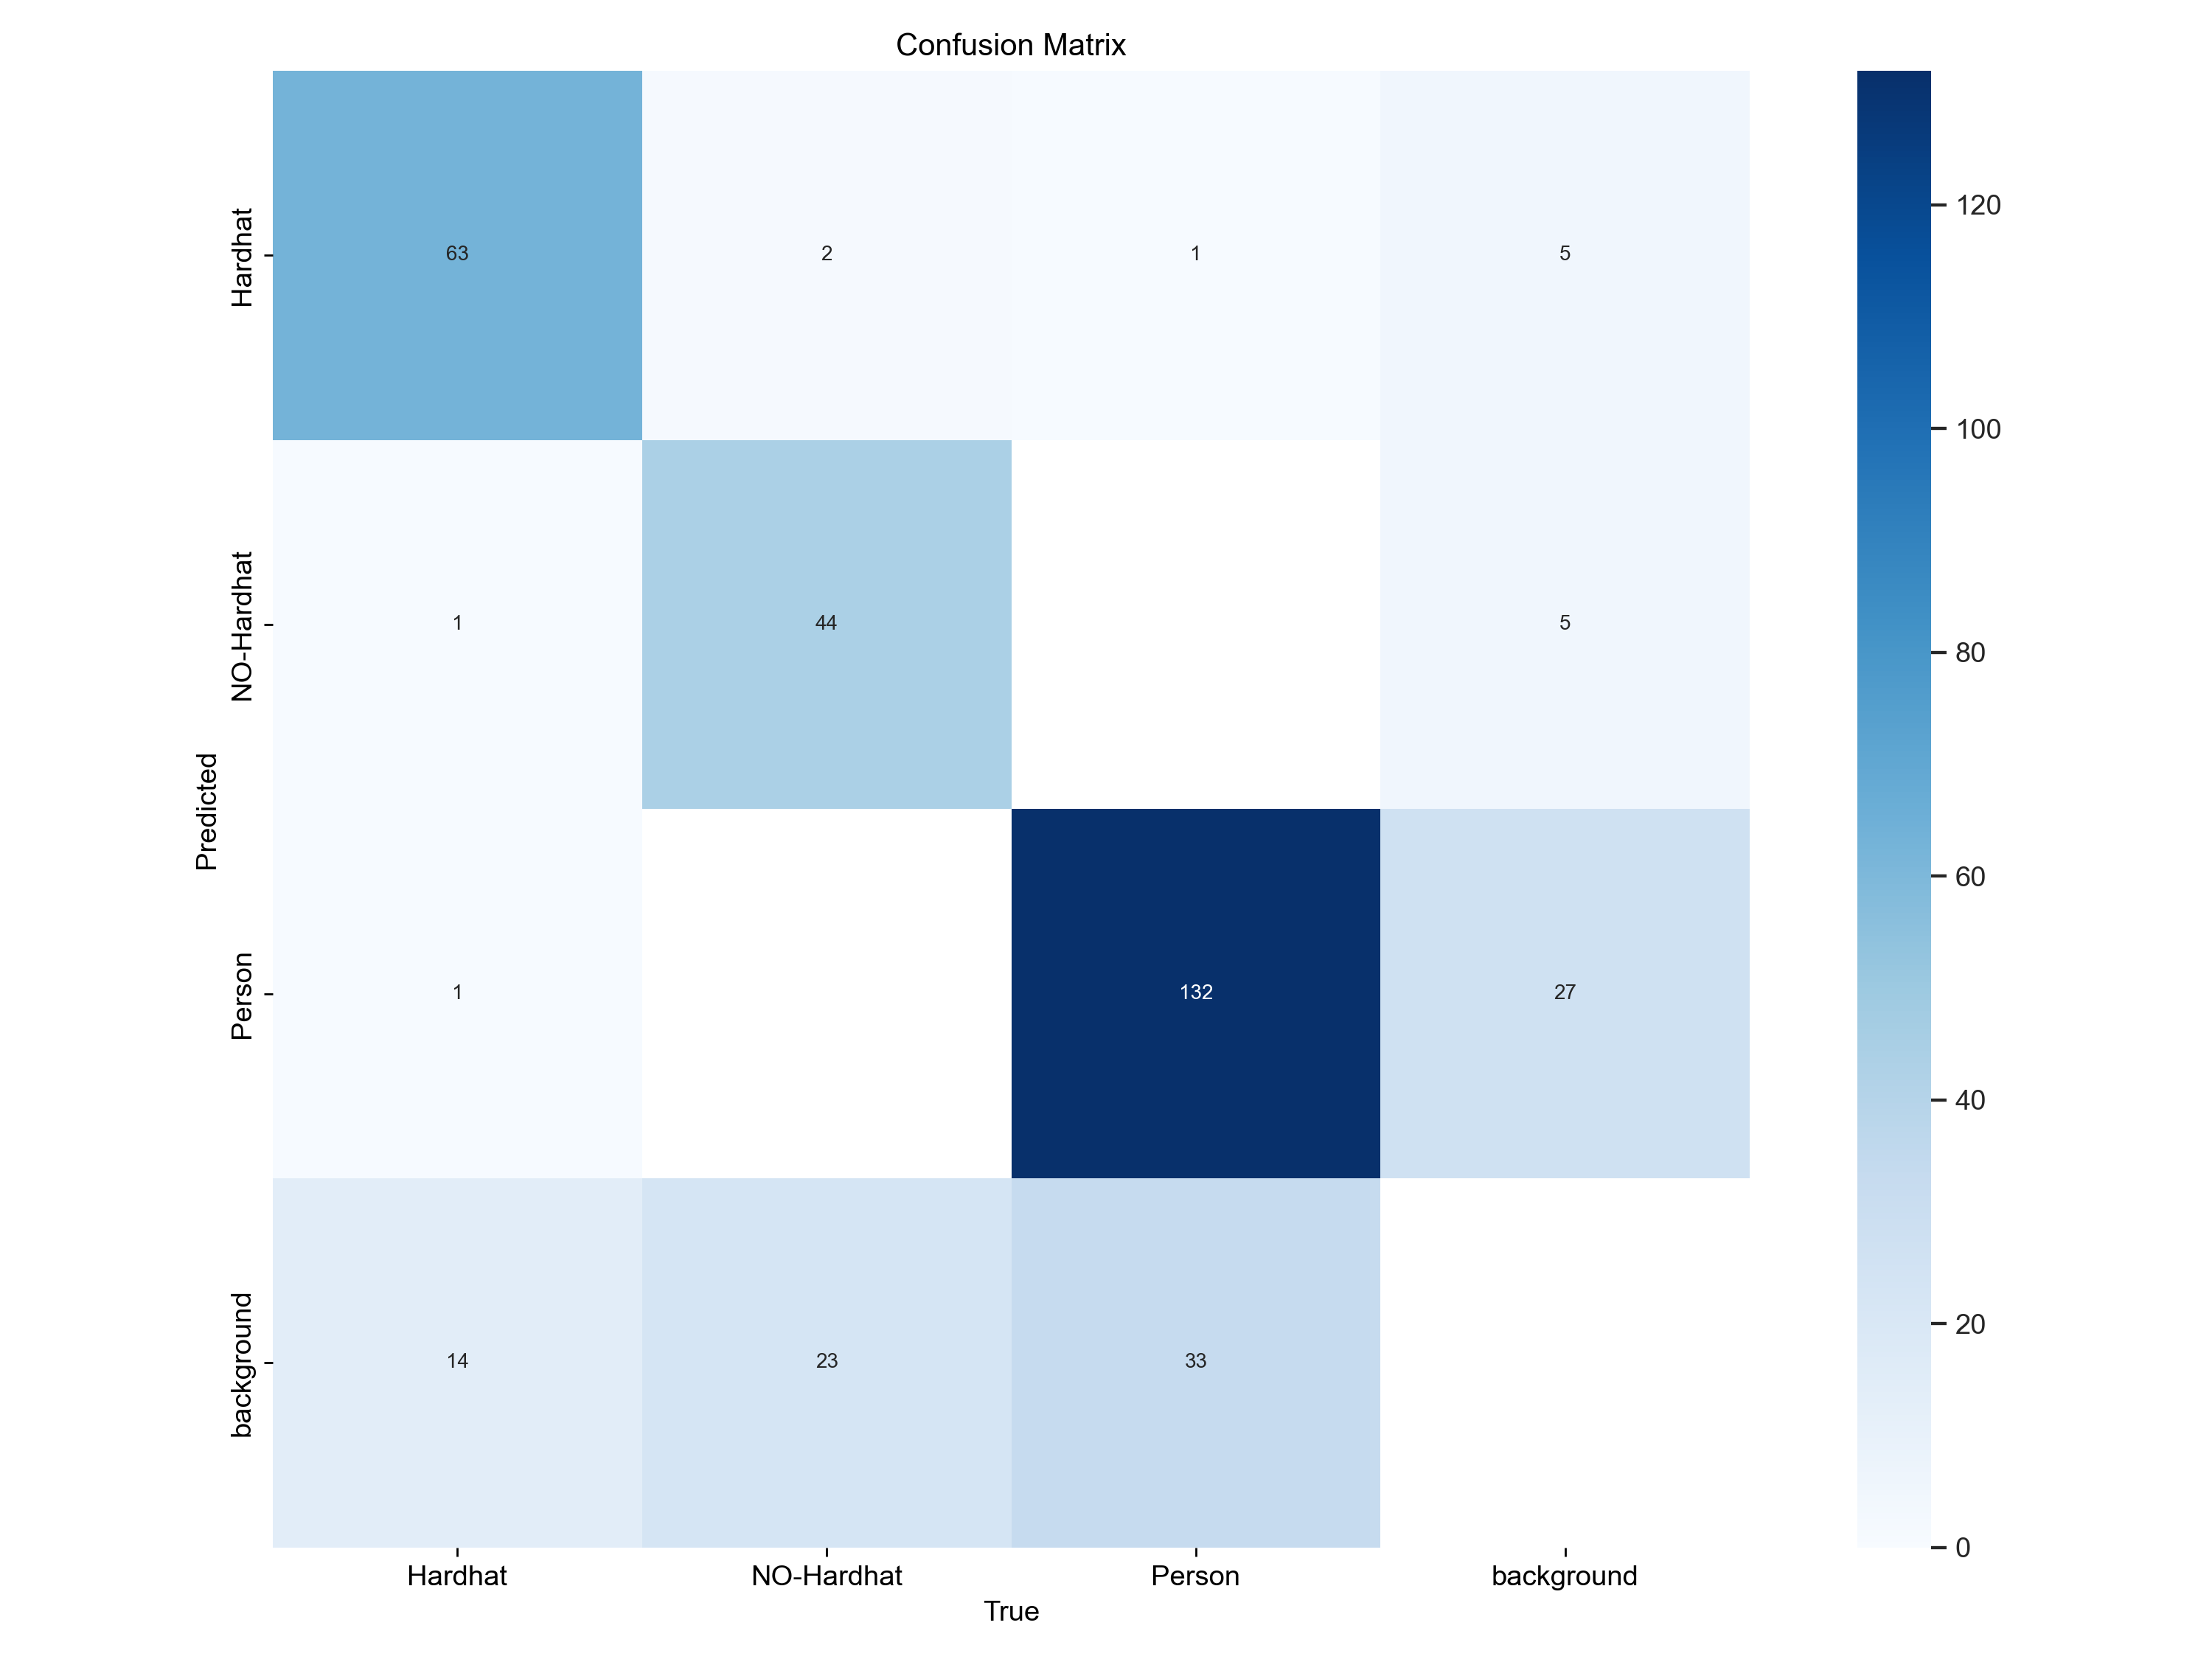 Confusion Matrix
Hardhat
63
2
1
5
NO-Hardhat
1
44
5
Person
1
132
27
background
14
23
33
Predicted
Hardhat
NO-Hardhat
Person
background
True
120
100
80
60
40
20
0